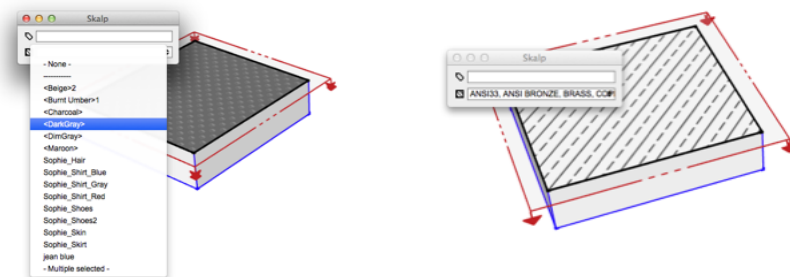 Skalp
- None -
------------
<Beige>2
<Burnt Umber>1
<Charcoal>
<DarkGray>
<DimGray>
<Maroon>
Sophie_Hair
Sophie_Shirt_Blue
Sophie_Shirt_Gray
Sophie_Shirt_Red
Sophie_Shoes
Sophie_Shoes2
Sophie_Skin
Sophie_Skirt
jean blue
- Multiple selected -
Skalp
ANSI33, ANSI BRONZE, BRASS,